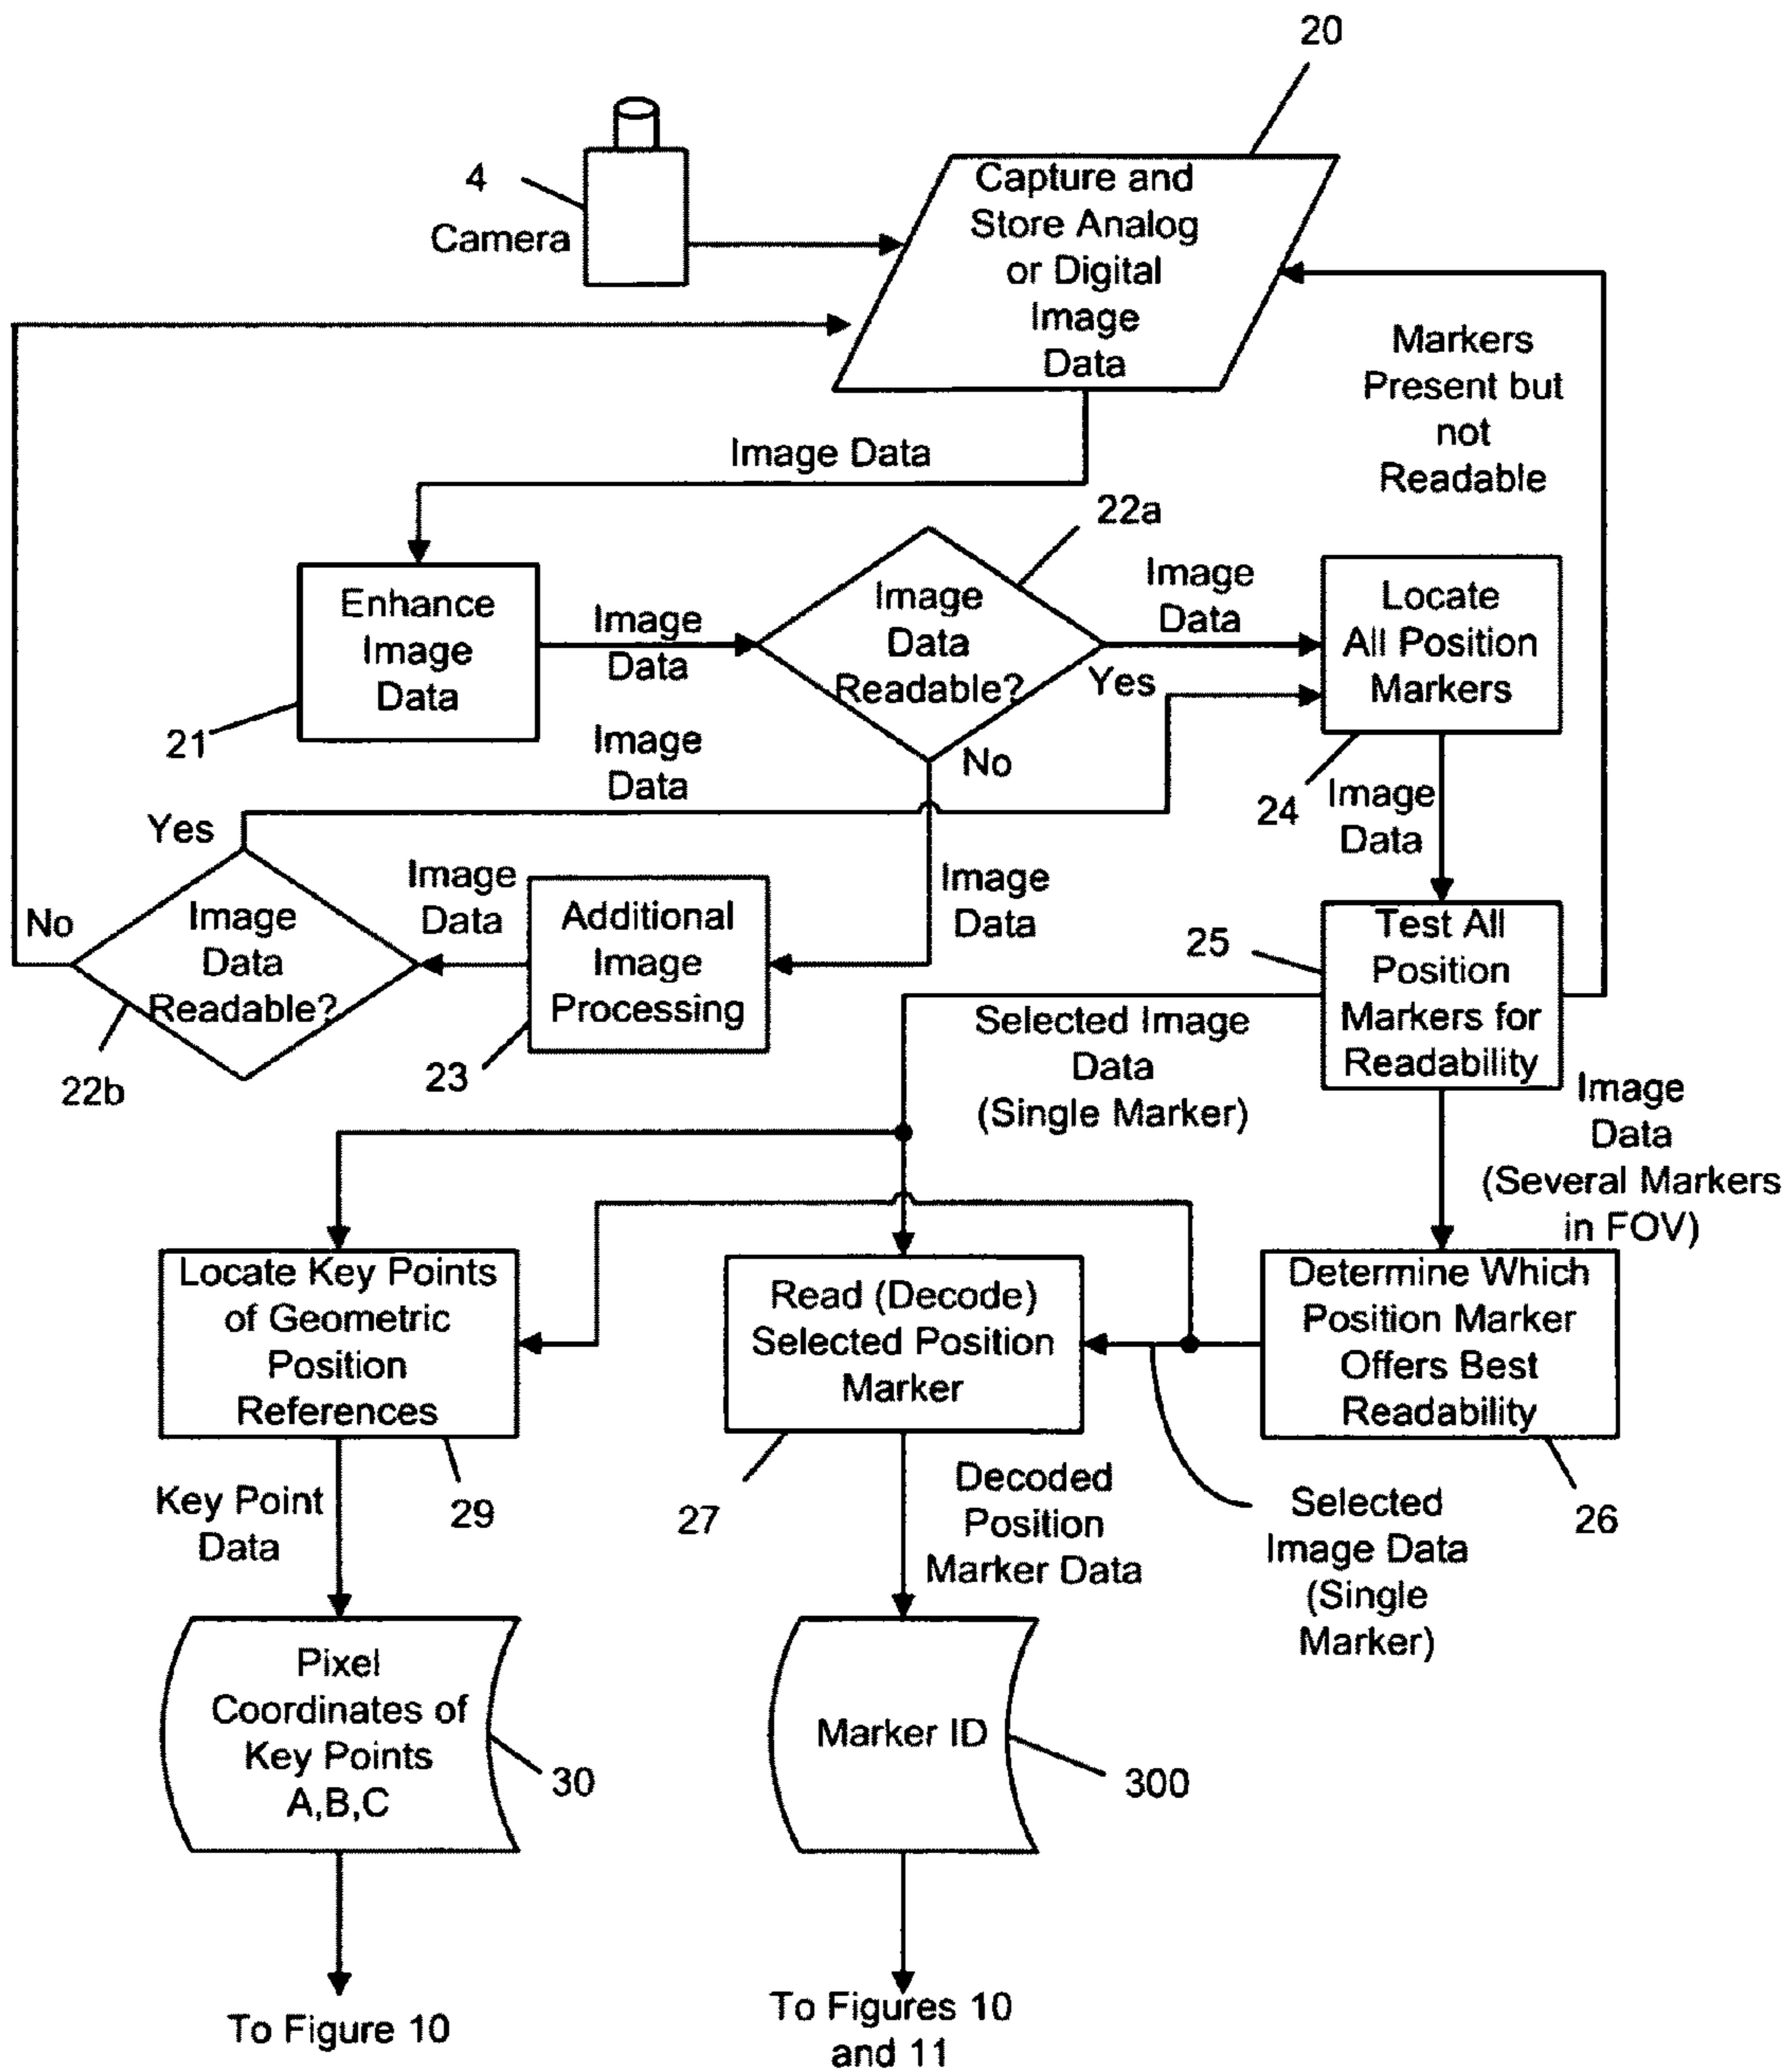 20
4
Camera
Capture and
Store Analog
or Digital
Image
Data
Markers
Present but
not
Readable
Image Data
22a
Enhance
Image
Data
21
Image
Data
Image
Data
Readable?
Yes
No
Image
Data
Locate
All Position
Markers
24
Image
Data
Yes
Image
Data
No
Image
Data
Readable?
22b
Image
Data
Additional
Image
Processing
23
Image
Data
25
Test All
Position
Markers for
Readability
Selected Image
Data
(Single Marker)
Image
Data
(Several Markers
in FOV)
Locate Key Points
of Geometric
Position
References
29
Read (Decode)
Selected Position
Marker
27
Determine Which
Position Marker
Offers Best
Readability
26
Key Point
Data
Decoded
Position
Marker Data
Selected
Image Data
(Single
Marker)
Pixel
Coordinates of
Key Points
A,B,C
30
Marker ID
300
To Figure 10
To Figures 10
and 11